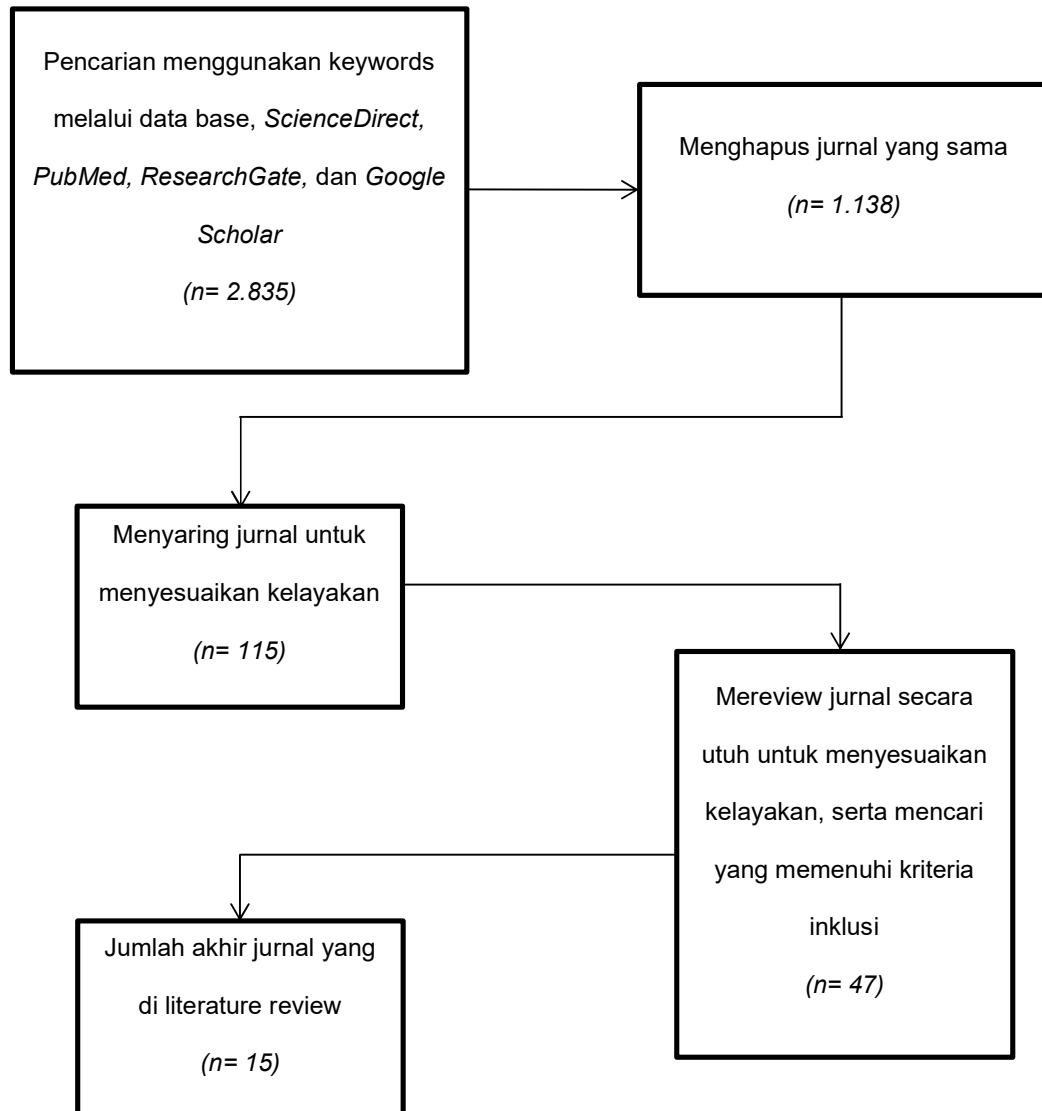 Pencarian menggunakan keywords
melalui data base, ScienceDirect,
PubMed, ResearchGate, dan Google
Scholar
(n= 2.835)
Menghapus jurnal yang sama
(n= 1.138)
Menyaring jurnal untuk
menyesuaikan kelayakan
(n= 115)
Mereview jurnal secara
utuh untuk menyesuaikan
kelayakan, serta mencari
yang memenuhi kriteria
inklusi
(n= 47)
Jumlah akhir jurnal yang
di literature review
(n= 15)